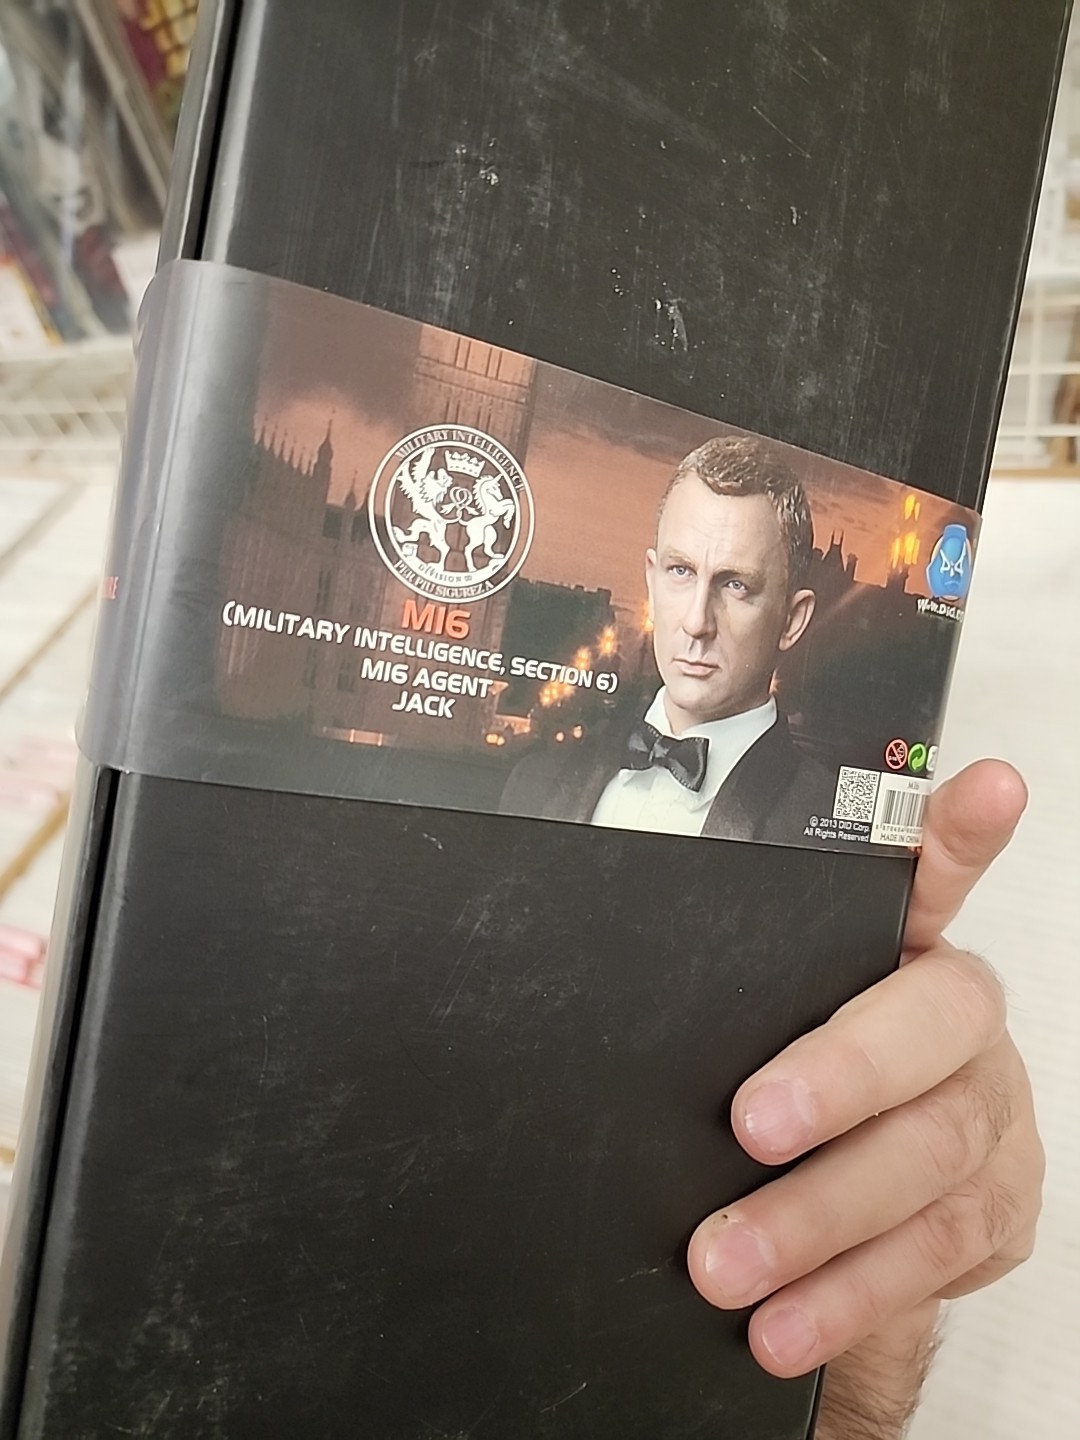 MILITARY INTELLIGENCE
DIVISION
PER PIU SIGUREZA
MI6
(MILITARY INTELLIGENCE, SECTION 6)
MI6 AGENT
JACK
© 2013 DID Corp.
All Rights Reserved
MADE IN CHINA